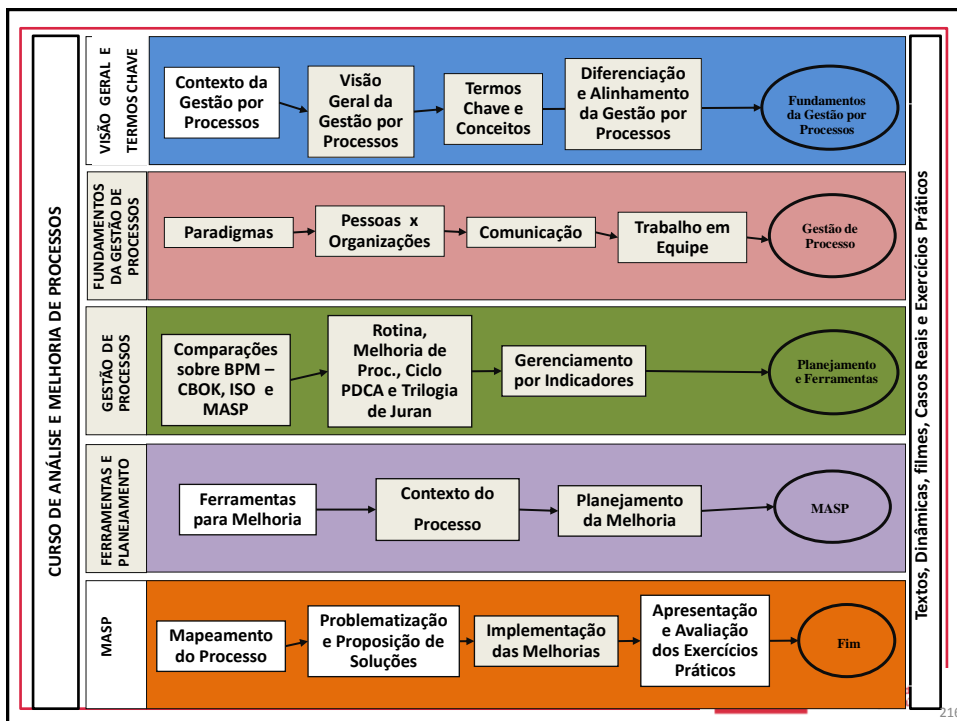 CURSO DE ANÁLISE E MELHORIA DE PROCESSOS
VISÃO GERAL E
TERMOS CHAVE
Contexto da
Gestão por
Processos
Visão
Geral da
Gestão por
Processos
Termos
Chave e
Conceitos
Diferenciação
e Alinhamento
da Gestão por
Processos
Fundamentos
da Gestão por
Processos
FUNDAMENTOS
DA GESTÃO DE
PROCESSOS
Paradigmas
Pessoas x
Organizações
Comunicação
Trabalho em
Equipe
Gestão de
Processo
GESTÃO DE
PROCESSOS
Comparações
sobre BPM –
CBOK, ISO e
MASP
Rotina,
Melhoria de
Proc., Ciclo
PDCA e Trilogia
de Juran
Gerenciamento
por Indicadores
Planejamento
e Ferramentas
FERRAMENTAS E
PLANEJAMENTO
Ferramentas
para Melhoria
Contexto do
Processo
Planejamento
da Melhoria
MASP
MASP
Mapeamento
do Processo
Problematização
e Proposição de
Soluções
Implementação
das Melhorias
Apresentação
e Avaliação
dos Exercícios
Práticos
Fim
Textos, Dinâmicas, filmes, Casos Reais e Exercícios Práticos
216